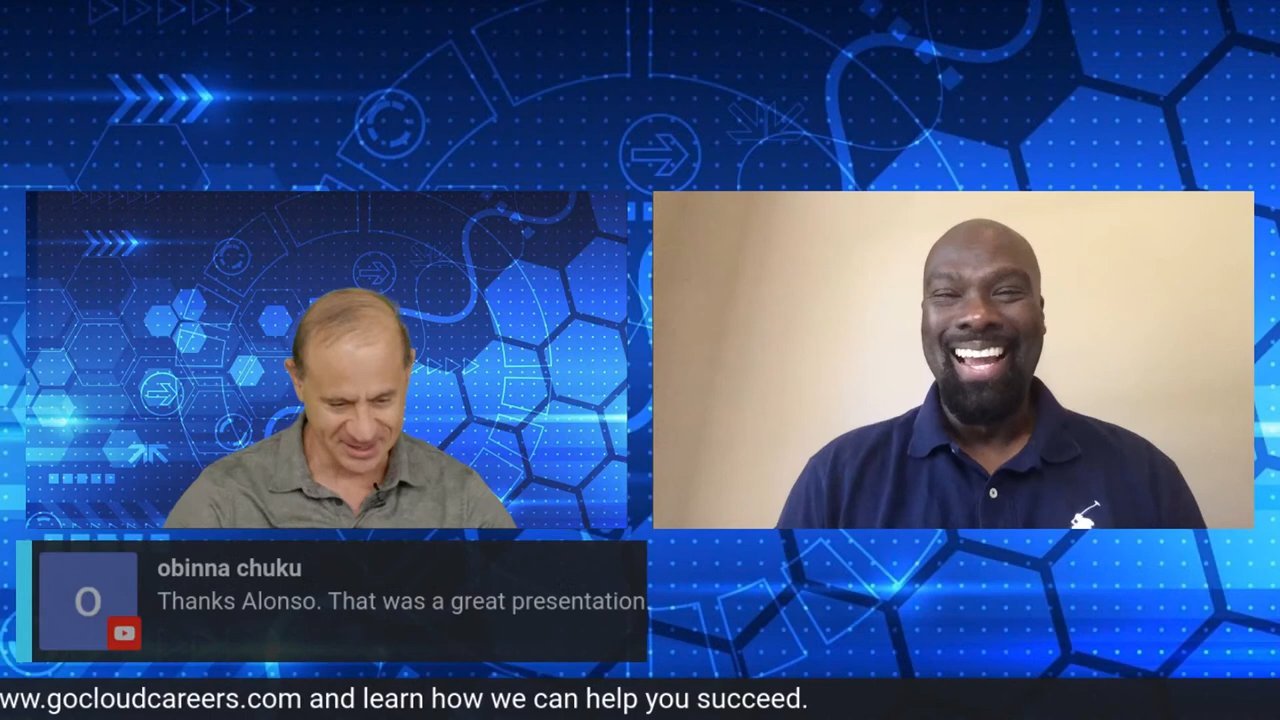 obinna chuku
O
Thanks Alonso. That was a great presentation.
ww.gocloudcareers.com and learn how we can help you succeed.